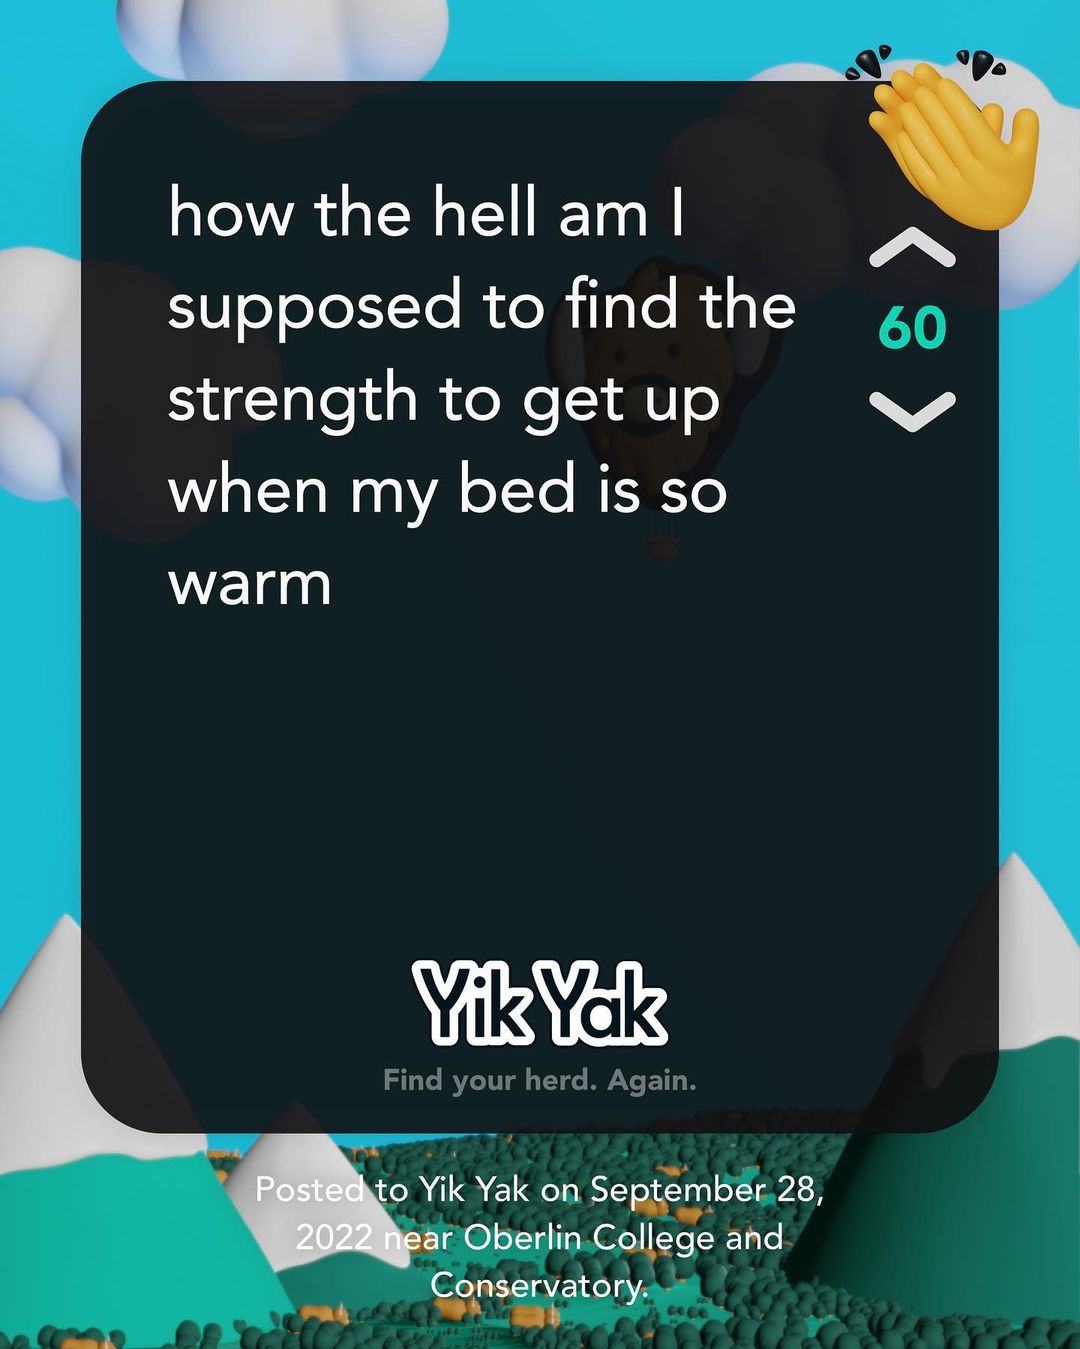 how the hell am I
supposed to find the
strength to get up
when my bed is so
warm
60
Yik Yak
Find your herd. Again.
Posted to Yik Yak on September 28,
2022 near Oberlin College and
Conservatory.